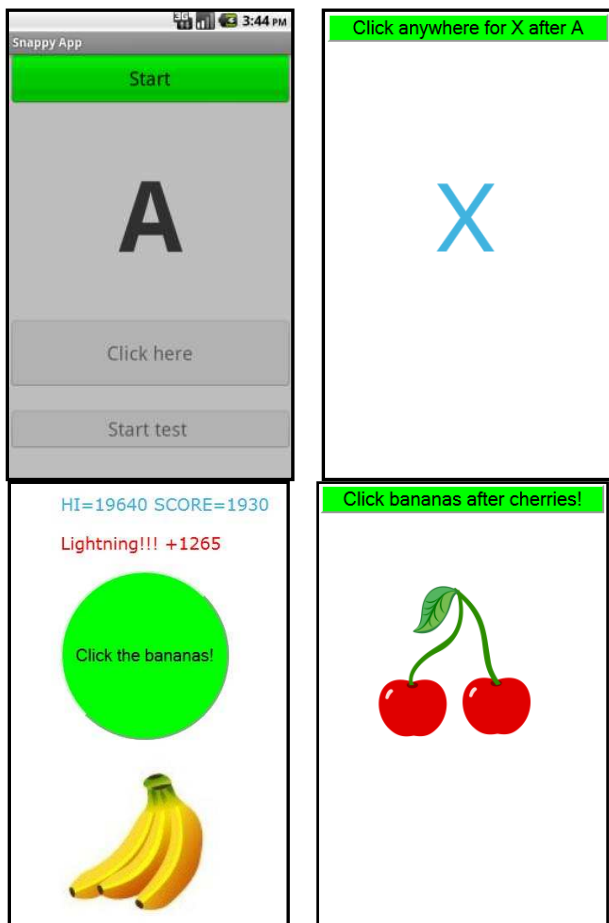 3G
3:44 PM
Snappy App
Start
A
Click here
Start test
Click anywhere for X after A
X
HI=19640 SCORE=1930
Lightning!!! +1265
Click the bananas!
Click bananas after cherries!